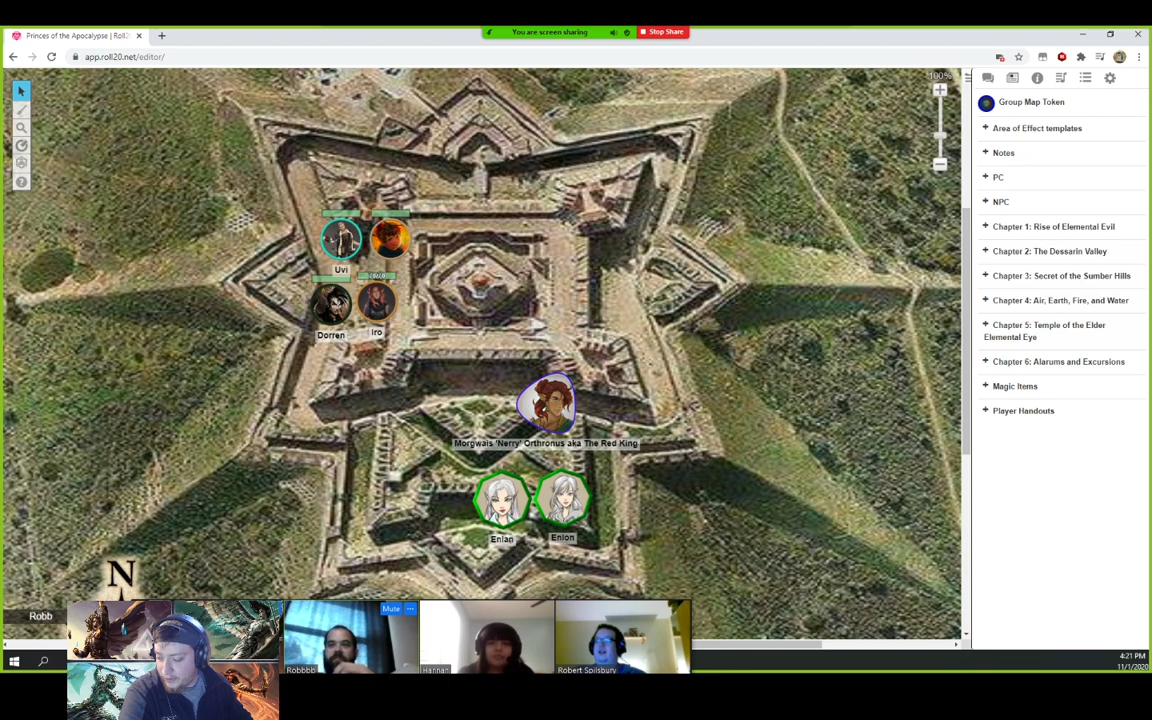 You are screen sharing
Stop Share
Princes of the Apocalypse | Roll20
app.roll20.net/editor/
100%
Group Map Token
Area of Effect templates
Notes
PC
NPC
Chapter 1: Rise of Elemental Evil
Chapter 2: The Dessarin Valley
Chapter 3: Secret of the Sumber Hills
Chapter 4: Air, Earth, Fire, and Water
Chapter 5: Temple of the Elder
Elemental Eye
Chapter 6: Alarums and Excursions
Magic Items
Player Handouts
Uvi
Dorren
Iro
Morgwais 'Nerry' Orthronus aka The Red King
Enlan
Enion
N
Robb
Mute
Robbbb
Hannah
Robert Spilsbury
4:21 PM
11/1/2020